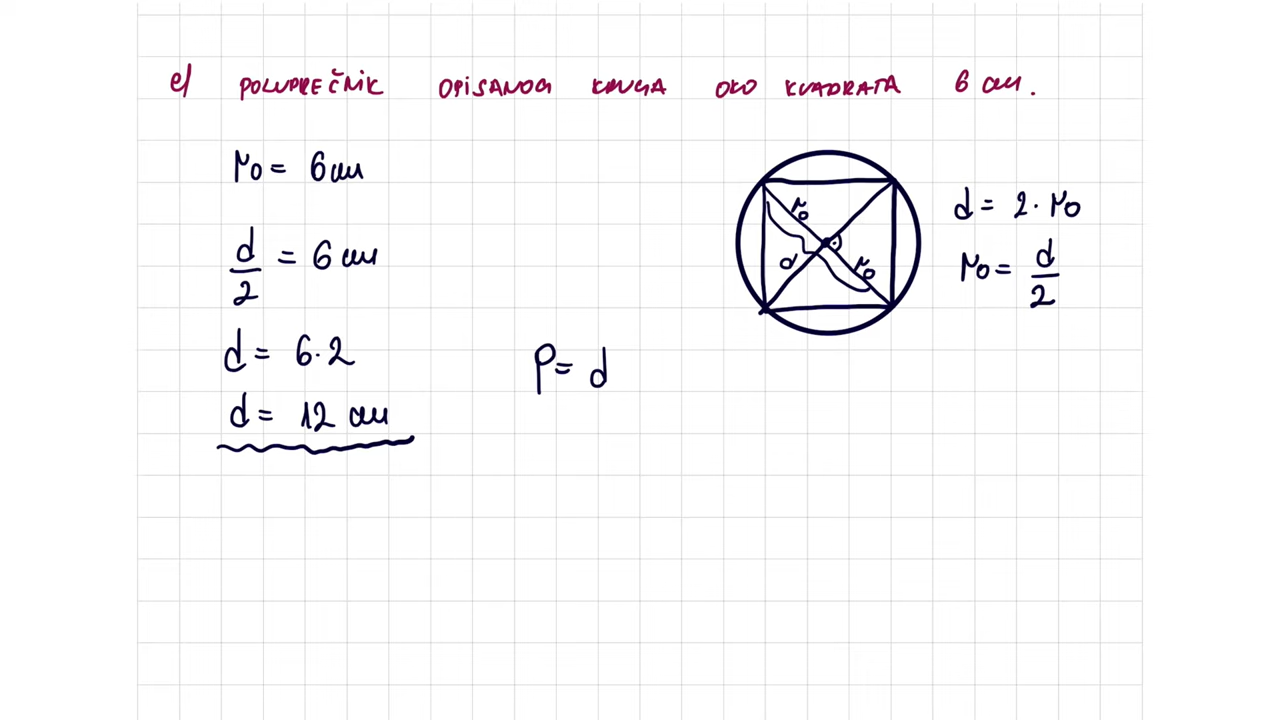 e) POLUPREČNIK OPISANOG KRUGA OKO KVADRATA 6 cm.
r₀ = 6 cm
d/2 = 6 cm
d = 6·2
d = 12 cm
P = d
r₀
d
r₀
d = 2·r₀
r₀ = d/2